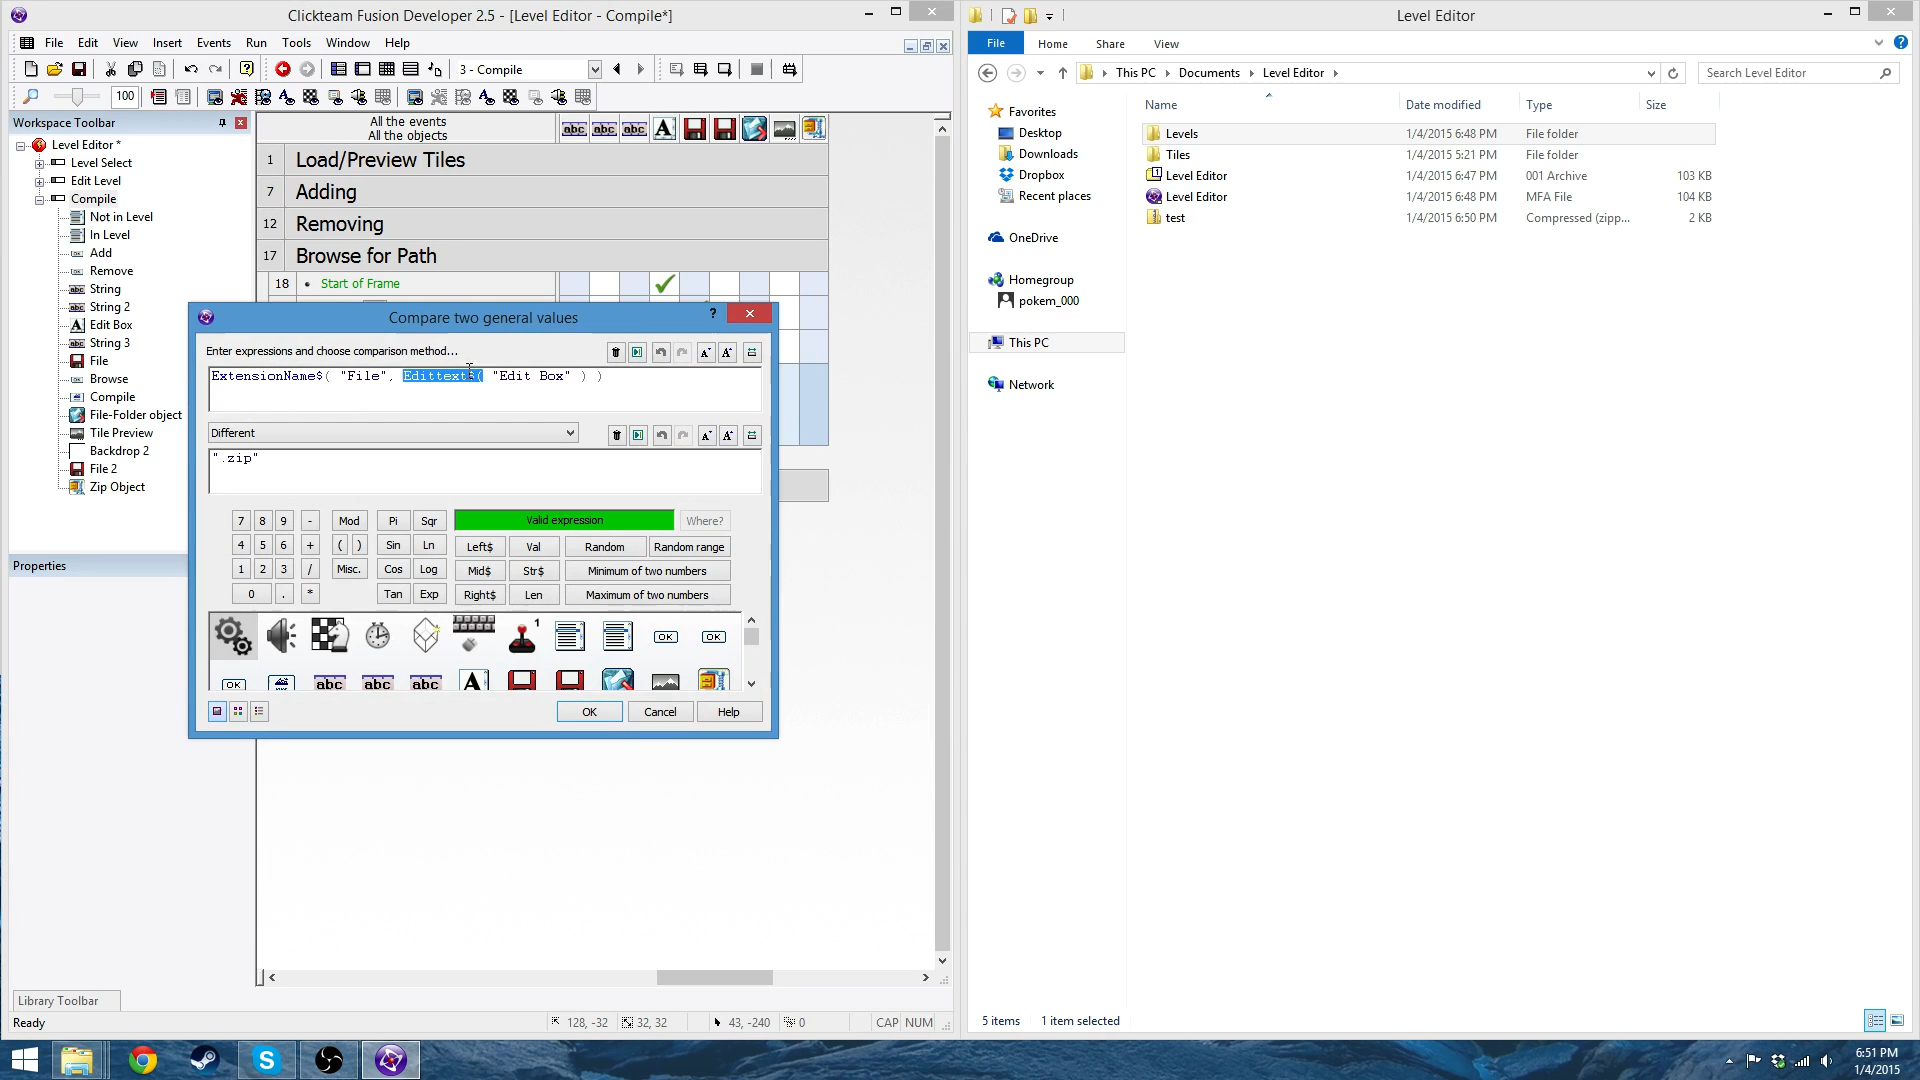 Clickteam Fusion Developer 2.5 - [Level Editor - Compile*]
File Edit View Insert Events Run Tools Window Help
3 - Compile
100
Workspace Toolbar
Level Editor *
Level Select
Edit Level
Compile
Not in Level
In Level
Add
Remove
String
String 2
Edit Box
String 3
File
Browse
Compile
File-Folder object
Tile Preview
Backdrop 2
File 2
Zip Object
Properties
Library Toolbar
Ready
All the events
All the objects
abc abc abc A
1 Load/Preview Tiles
7 Adding
12 Removing
17 Browse for Path
18 • Start of Frame
Compare two general values
?
Enter expressions and choose comparison method...
ExtensionName$( "File", Edittext$( "Edit Box" ) )
Different
".zip"
7 8 9 - Mod Pi Sqr Valid expression Where?
4 5 6 + ( ) Sin Ln Left$ Val Random Random range
1 2 3 / Misc. Cos Log Mid$ Str$ Minimum of two numbers
0 . * Tan Exp Right$ Len Maximum of two numbers
1 OK OK
OK abc abc abc A
OK Cancel Help
128, -32 32, 32 43, -240 0 CAP NUM
Level Editor
File Home Share View
This PC Documents Level Editor
Search Level Editor
Favorites
Desktop
Downloads
Dropbox
Recent places
OneDrive
Homegroup
pokem_000
This PC
Network
Name Date modified Type Size
Levels 1/4/2015 6:48 PM File folder
Tiles 1/4/2015 5:21 PM File folder
Level Editor 1/4/2015 6:47 PM 001 Archive 103 KB
Level Editor 1/4/2015 6:48 PM MFA File 104 KB
test 1/4/2015 6:50 PM Compressed (zipp... 2 KB
5 items 1 item selected
6:51 PM
1/4/2015